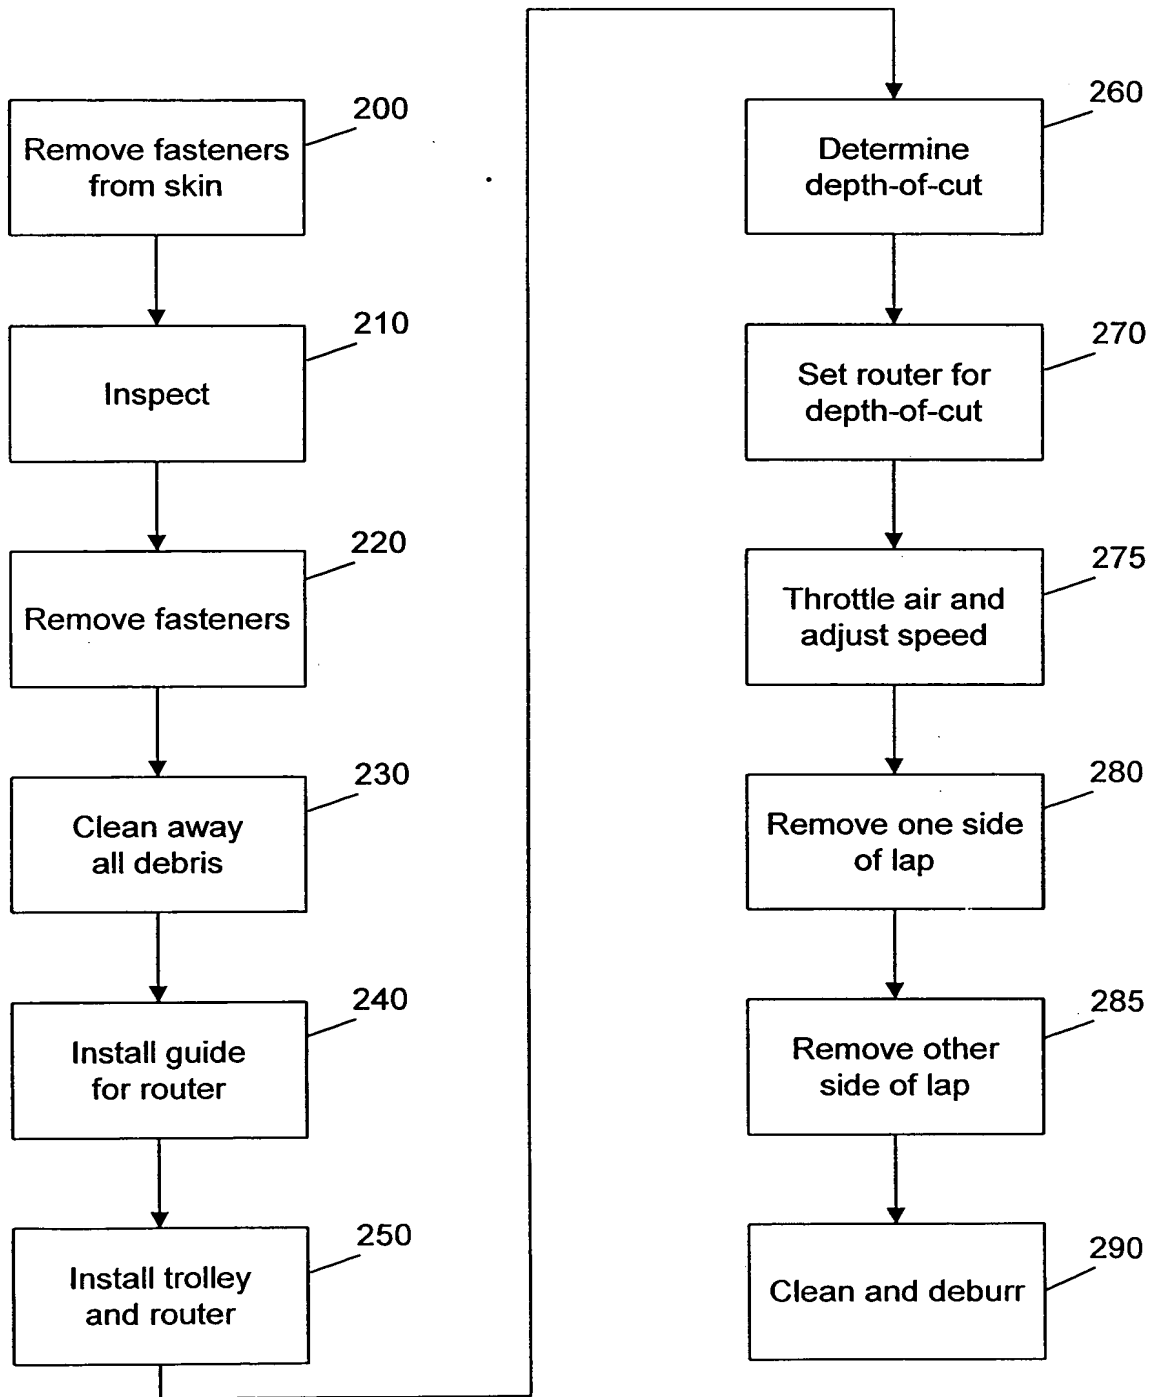 200
Remove fasteners
from skin
210
Inspect
220
Remove fasteners
230
Clean away
all debris
240
Install guide
for router
250
Install trolley
and router
260
Determine
depth-of-cut
270
Set router for
depth-of-cut
275
Throttle air and
adjust speed
280
Remove one side
of lap
285
Remove other
side of lap
290
Clean and deburr